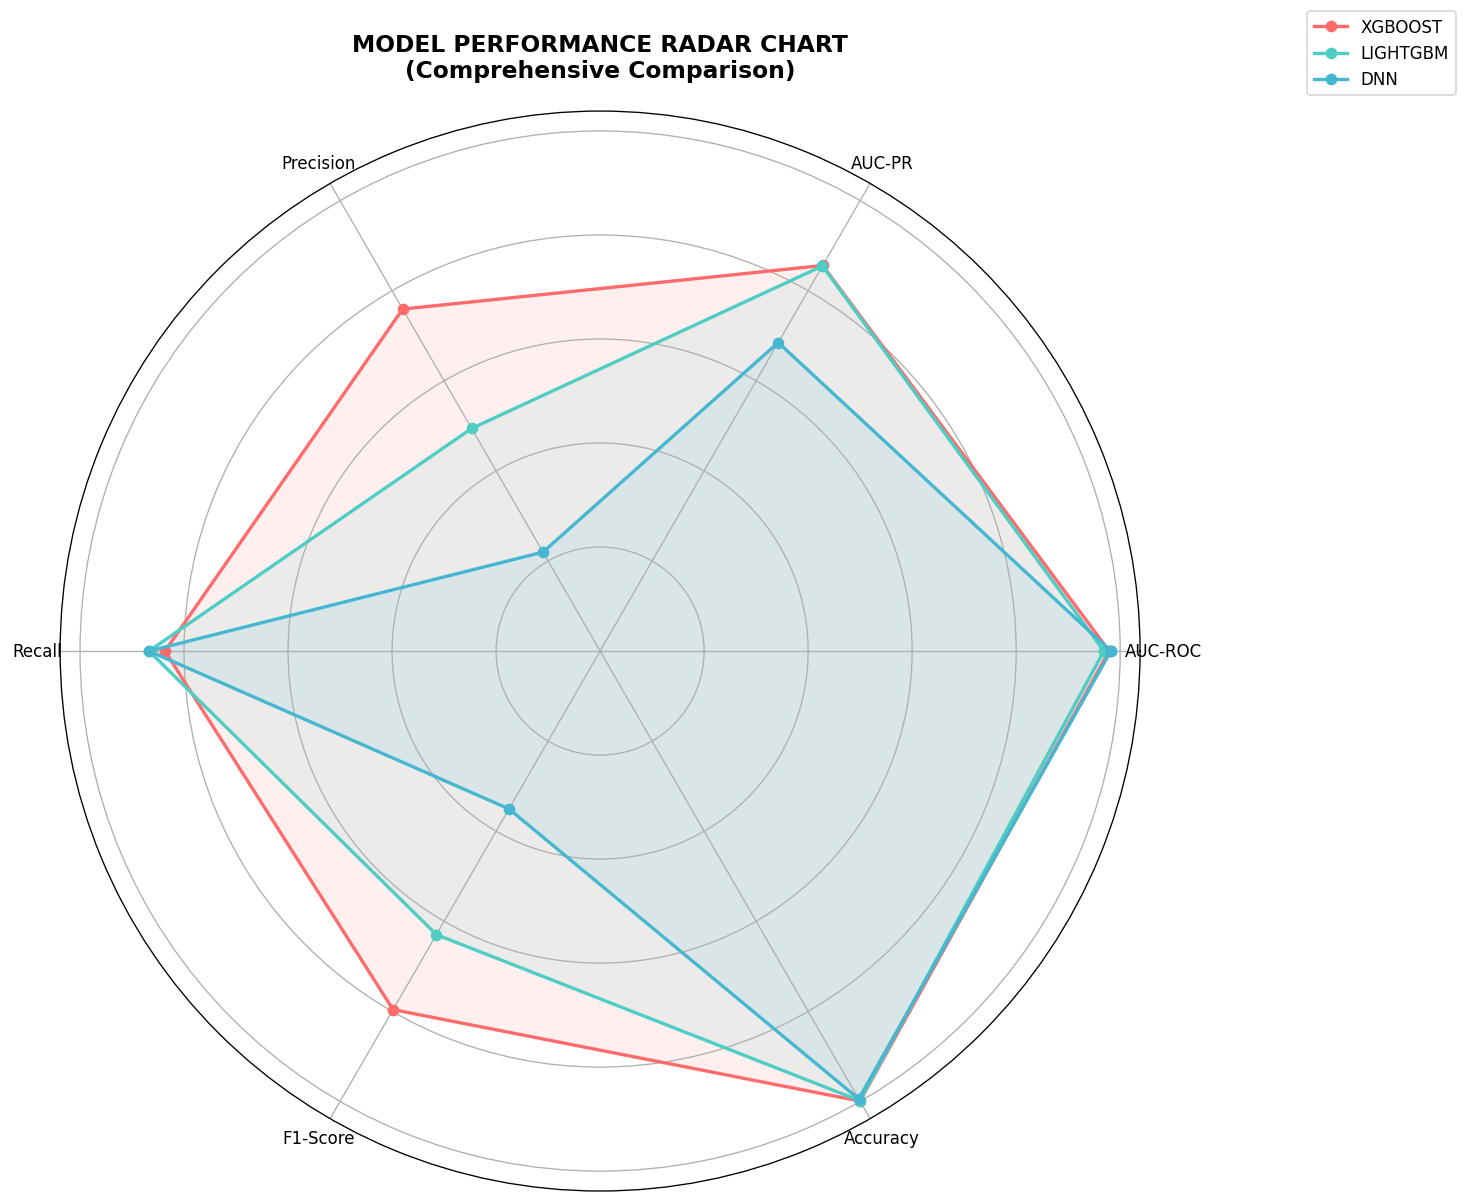 MODEL PERFORMANCE RADAR CHART
(Comprehensive Comparison)
XGBOOST
LIGHTGBM
DNN
Precision
AUC-PR
Recall
AUC-ROC
F1-Score
Accuracy